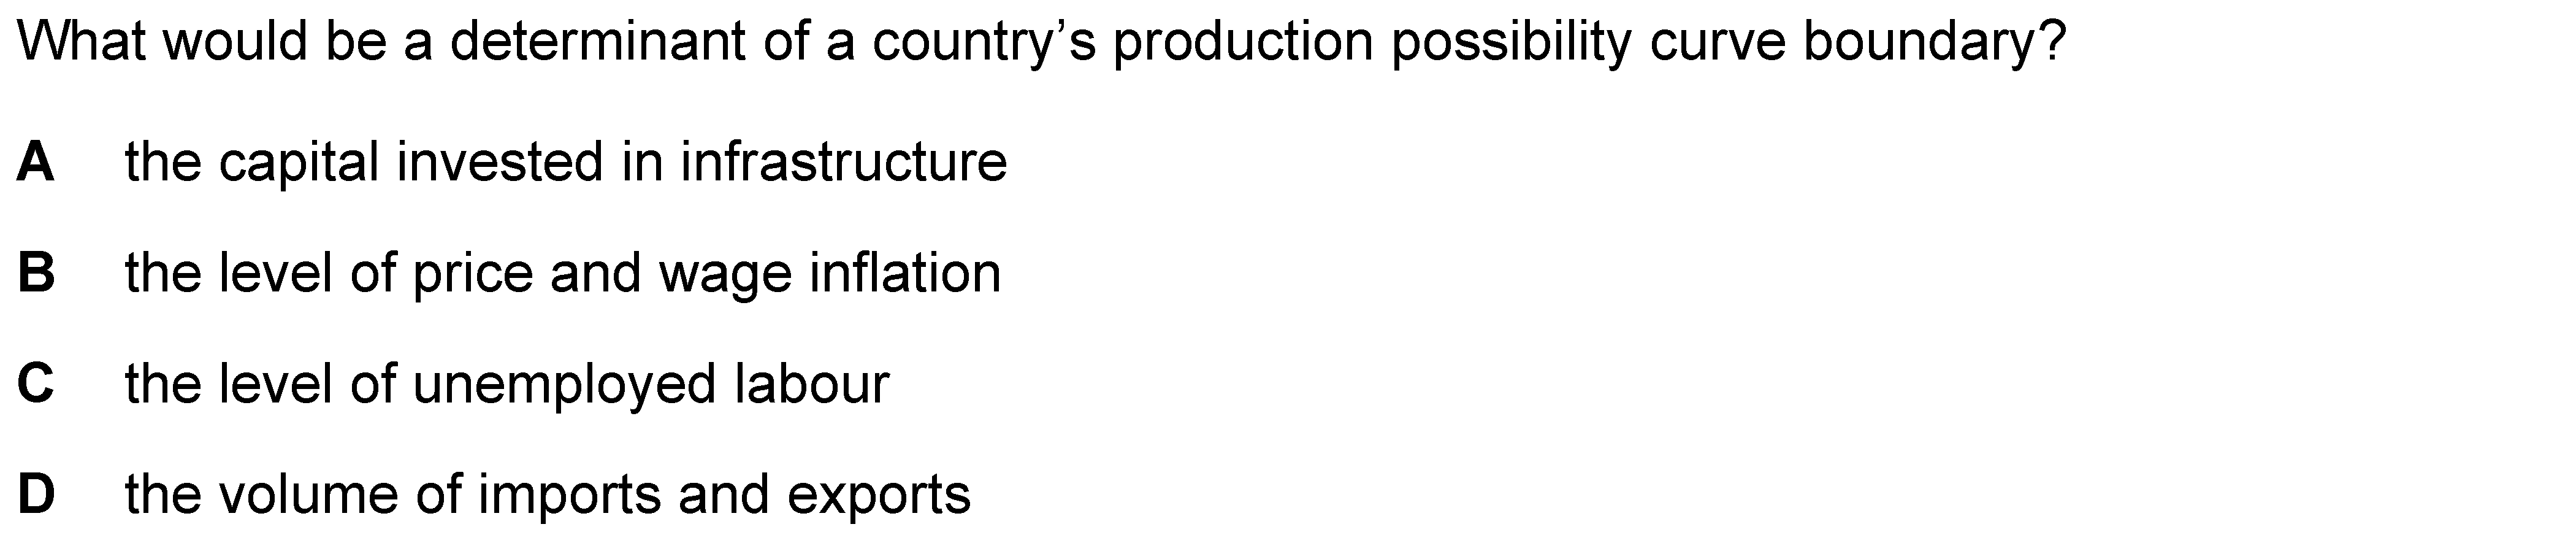 What would be a determinant of a country’s production possibility curve boundary?
A the capital invested in infrastructure
B the level of price and wage inflation
C the level of unemployed labour
D the volume of imports and exports